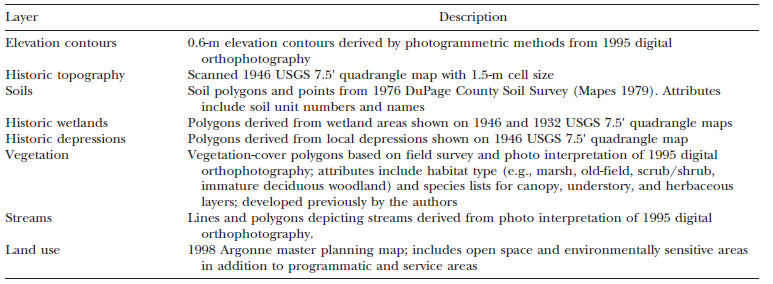 Layer Description
Elevation contours 0.6-m elevation contours derived by photogrammetric methods from 1995 digital
orthophotography
Historic topography Scanned 1946 USGS 7.5' quadrangle map with 1.5-m cell size
Soils Soil polygons and points from 1976 DuPage County Soil Survey (Mapes 1979). Attributes
include soil unit numbers and names
Historic wetlands Polygons derived from wetland areas shown on 1946 and 1932 USGS 7.5' quadrangle maps
Historic depressions Polygons derived from local depressions shown on 1946 USGS 7.5' quadrangle map
Vegetation Vegetation-cover polygons based on field survey and photo interpretation of 1995 digital
orthophotography; attributes include habitat type (e.g., marsh, old-field, scrub/shrub,
immature deciduous woodland) and species lists for canopy, understory, and herbaceous
layers; developed previously by the authors
Streams Lines and polygons depicting streams derived from photo interpretation of 1995 digital
orthophotography.
Land use 1998 Argonne master planning map; includes open space and environmentally sensitive areas
in addition to programmatic and service areas